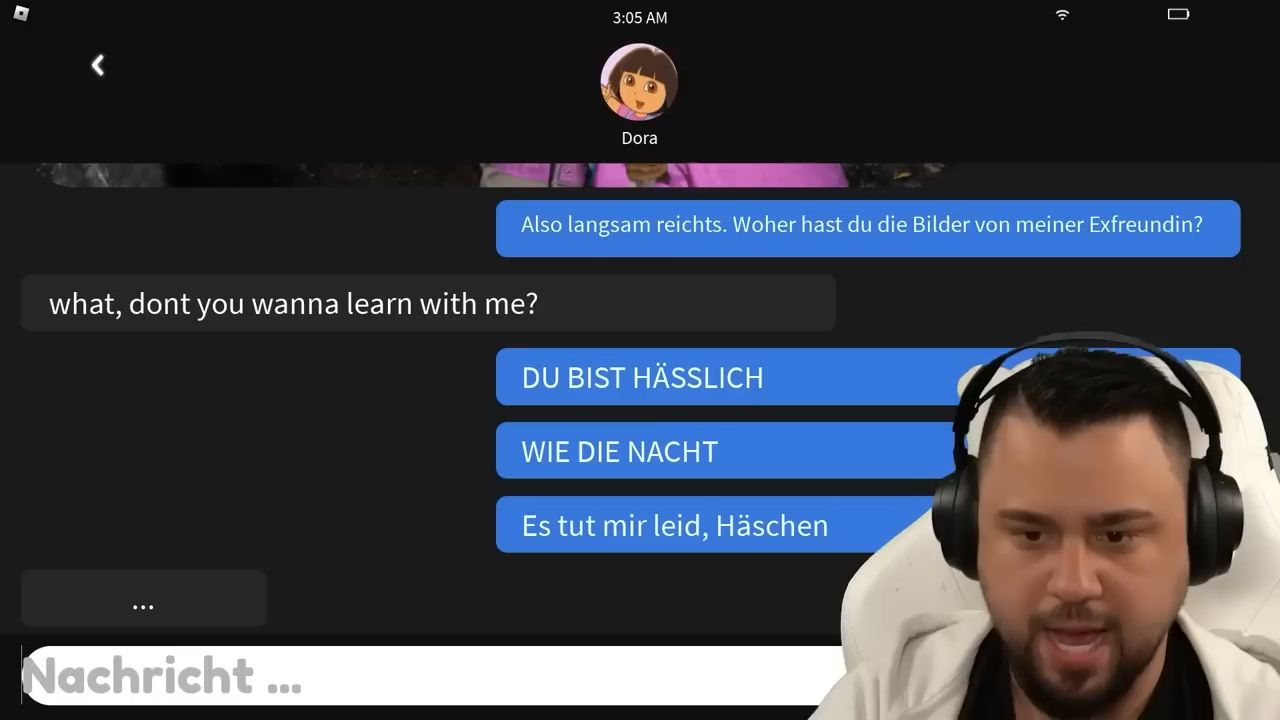 3:05 AM
Dora
Also langsam reichts. Woher hast du die Bilder von meiner Exfreundin?
what, dont you wanna learn with me?
DU BIST HÄSSLICH
WIE DIE NACHT
Es tut mir leid, Häschen
...
Nachricht ...